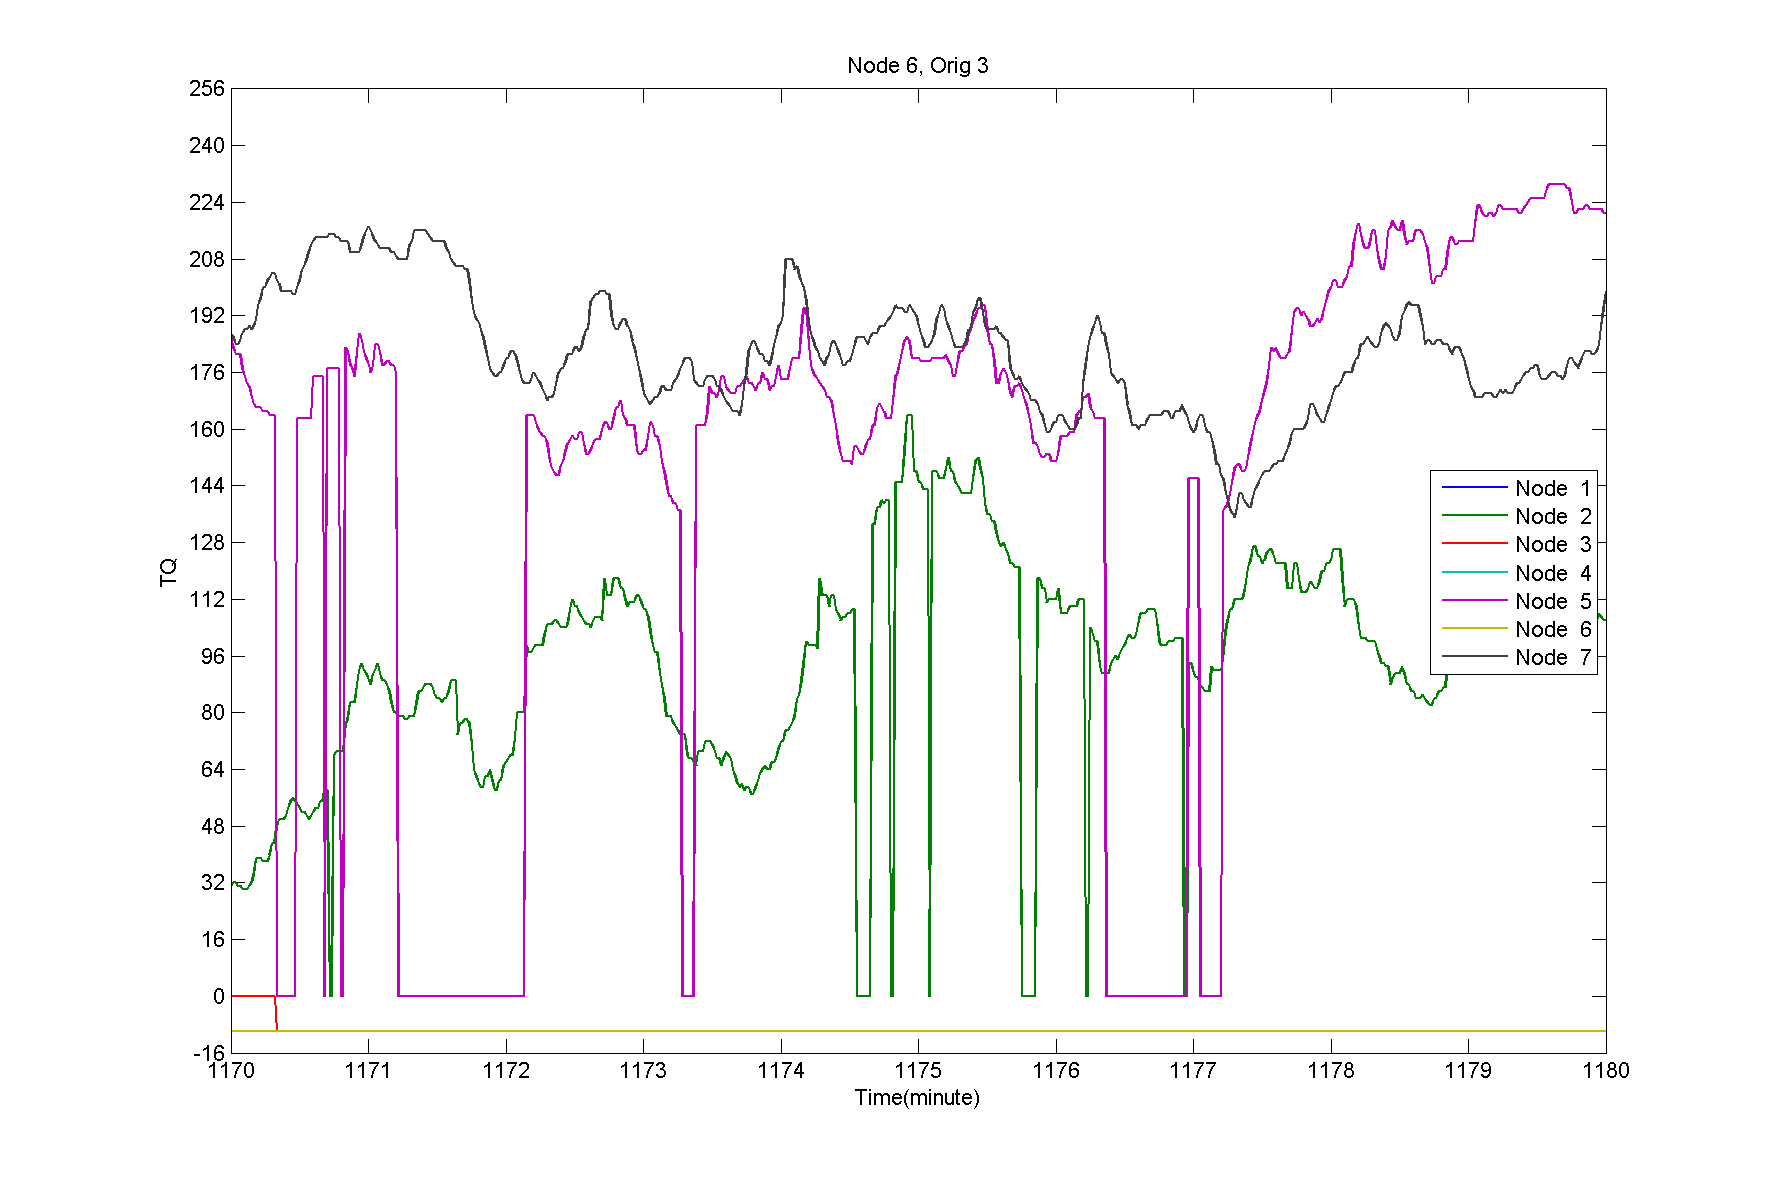 Node 6, Orig 3
256
240
224
208
192
176
160
144
128
112
96
80
64
48
32
16
0
-16
TQ
Node 1
Node 2
Node 3
Node 4
Node 5
Node 6
Node 7
1170 1171 1172 1173 1174 1175 1176 1177 1178 1179 1180
Time(minute)